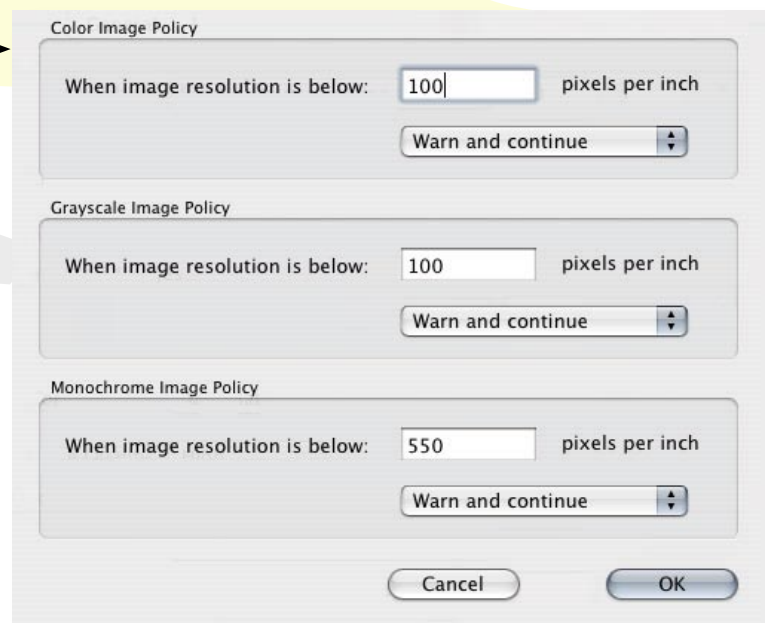 Color Image Policy
When image resolution is below: 100 pixels per inch
Warn and continue
Grayscale Image Policy
When image resolution is below: 100 pixels per inch
Warn and continue
Monochrome Image Policy
When image resolution is below: 550 pixels per inch
Warn and continue
Cancel OK